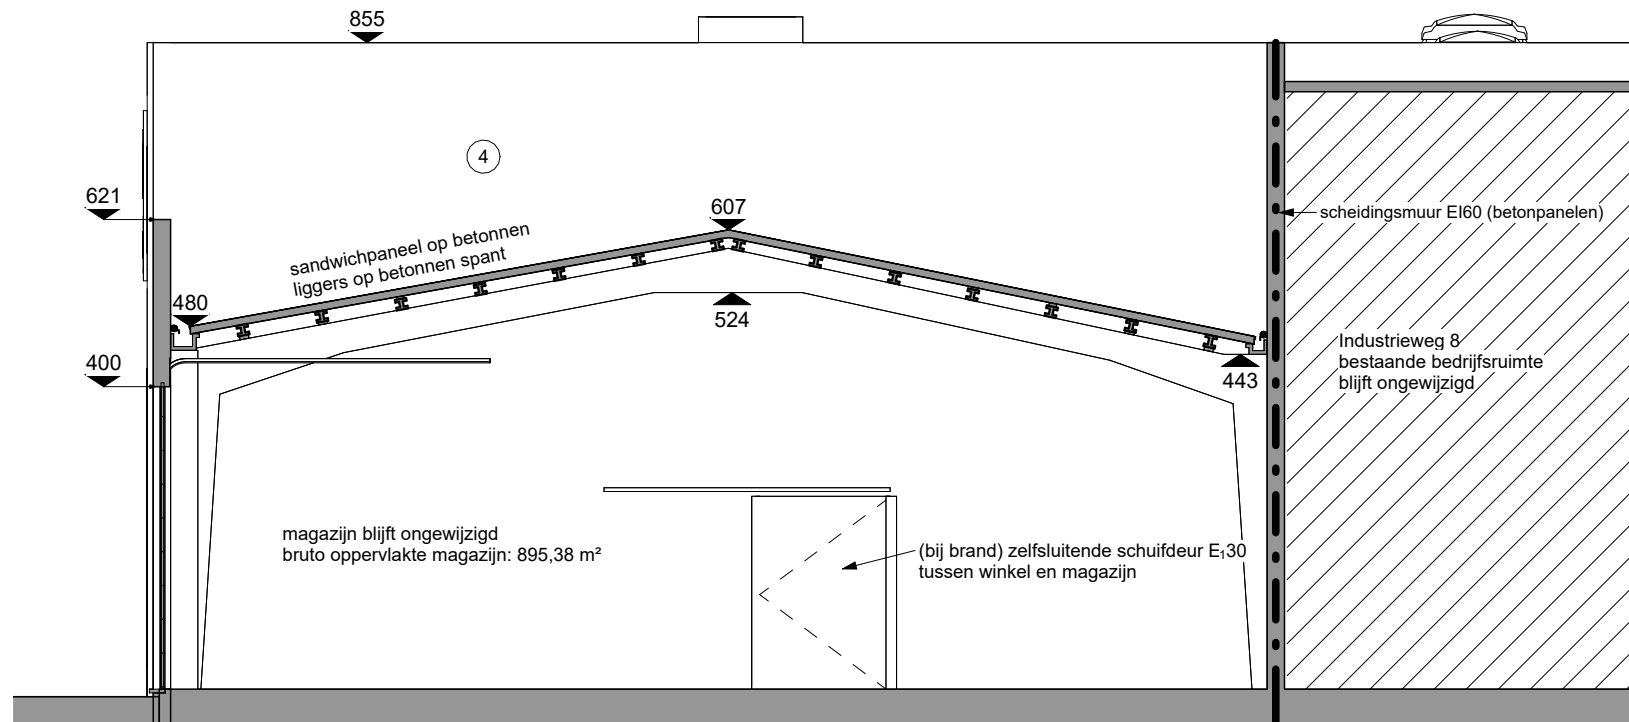 855
4
621
607
scheidingsmuur EI60 (betonpanelen)
sandwichpaneel op betonnen
liggers op betonnen spant
480
524
400
443
Industrieweg 8
bestaande bedrijfsruimte
blijft ongewijzigd
magazijn blijft ongewijzigd
bruto oppervlakte magazijn: 895,38 m²
(bij brand) zelfsluitende schuifdeur E₁30
tussen winkel en magazijn